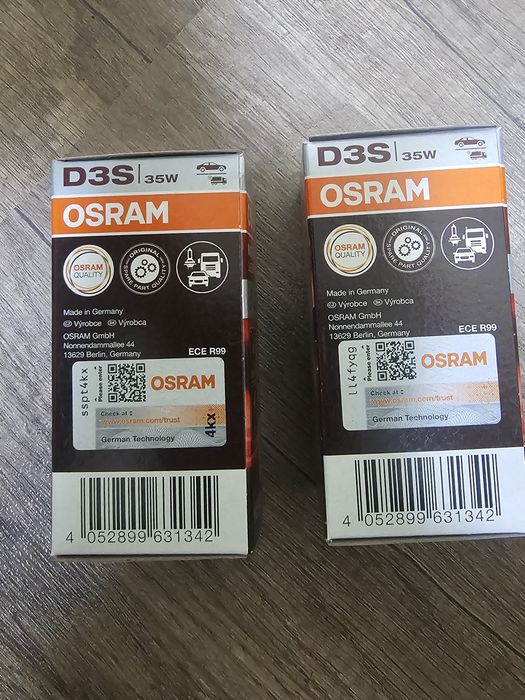 D3S 35W
OSRAM
OSRAM
QUALITY
ORIGINAL
SPARE PART QUALITY
Made in Germany
CZ Výrobce SK Výrobca
OSRAM GmbH
Nonnendammallee 44
13629 Berlin, Germany
ECE R99
sspt4kx
Please enter
OSRAM
Check at :
www.osram.com/trust
German Technology
4kx
4 052899 631342
D3S 35W
OSRAM
OSRAM
QUALITY
ORIGINAL
SPARE PART QUALITY
Made in Germany
CZ Výrobce SK Výrobca
OSRAM GmbH
Nonnendammallee 44
13629 Berlin, Germany
ECE R99
ll4fyqg
Please enter
OSRAM
Check at :
www.osram.com/trust
German Technology
4 052899 631342